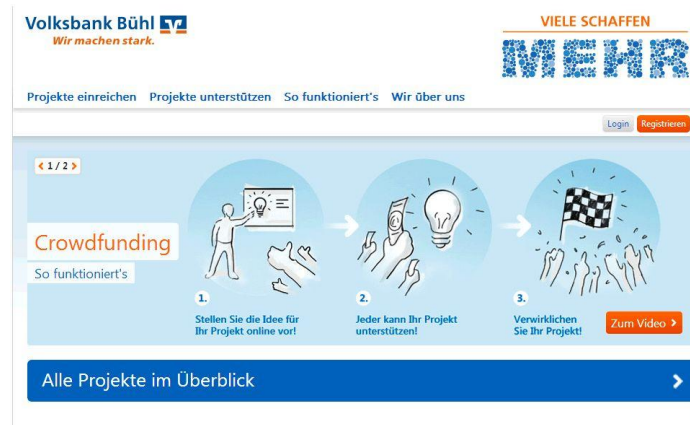 Volksbank Bühl
Wir machen stark.
VIELE SCHAFFEN
MEHR
Projekte einreichen Projekte unterstützen So funktioniert's Wir über uns
Login Registrieren
1 / 2
Crowdfunding
So funktioniert's
1.
Stellen Sie die Idee für
Ihr Projekt online vor!
2.
Jeder kann Ihr Projekt
unterstützen!
3.
Verwirklichen
Sie Ihr Projekt!
Zum Video
Alle Projekte im Überblick